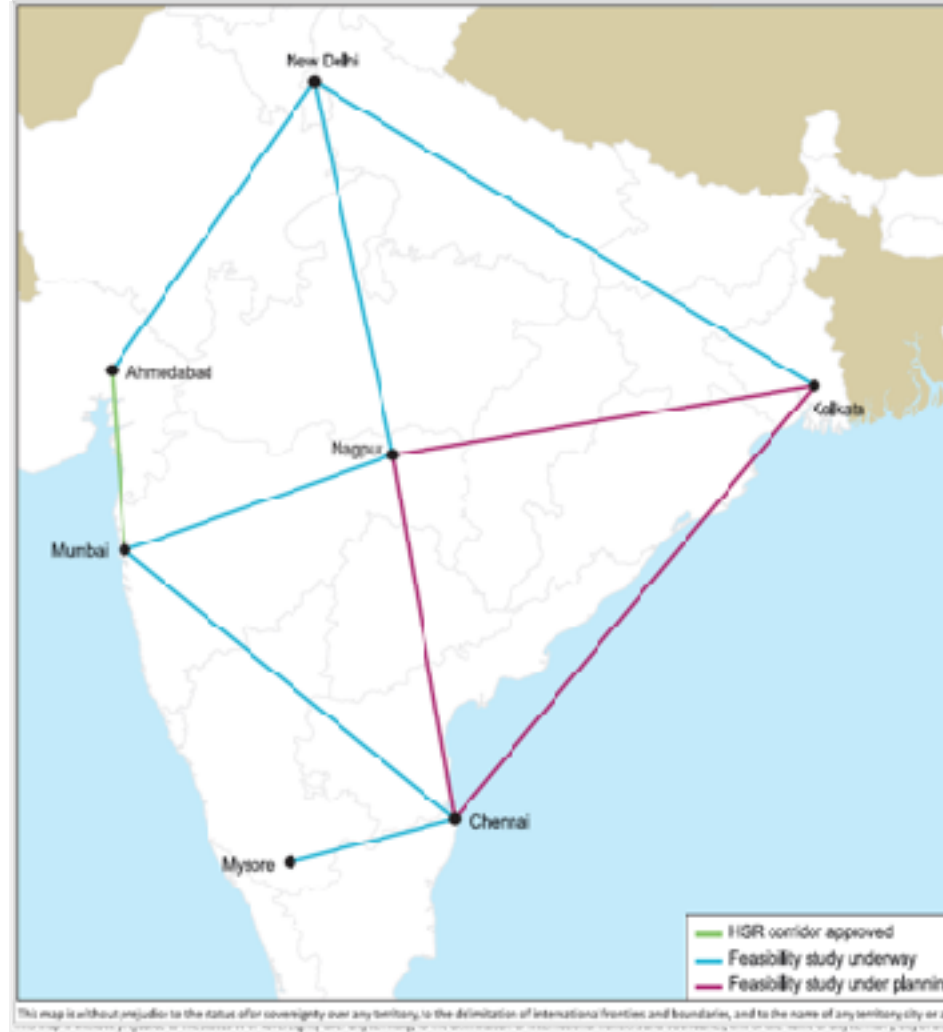 New Delhi
Ahmedabad
Kolkata
Nagpur
Mumbai
Chennai
Mysore
HSR corridor approved
Feasibility study underway
Feasibility study under plannin
This map is without prejudice to the status of or sovereignty over any territory, to the delimitation of international frontiers and boundaries, and to the name of any territory, city or